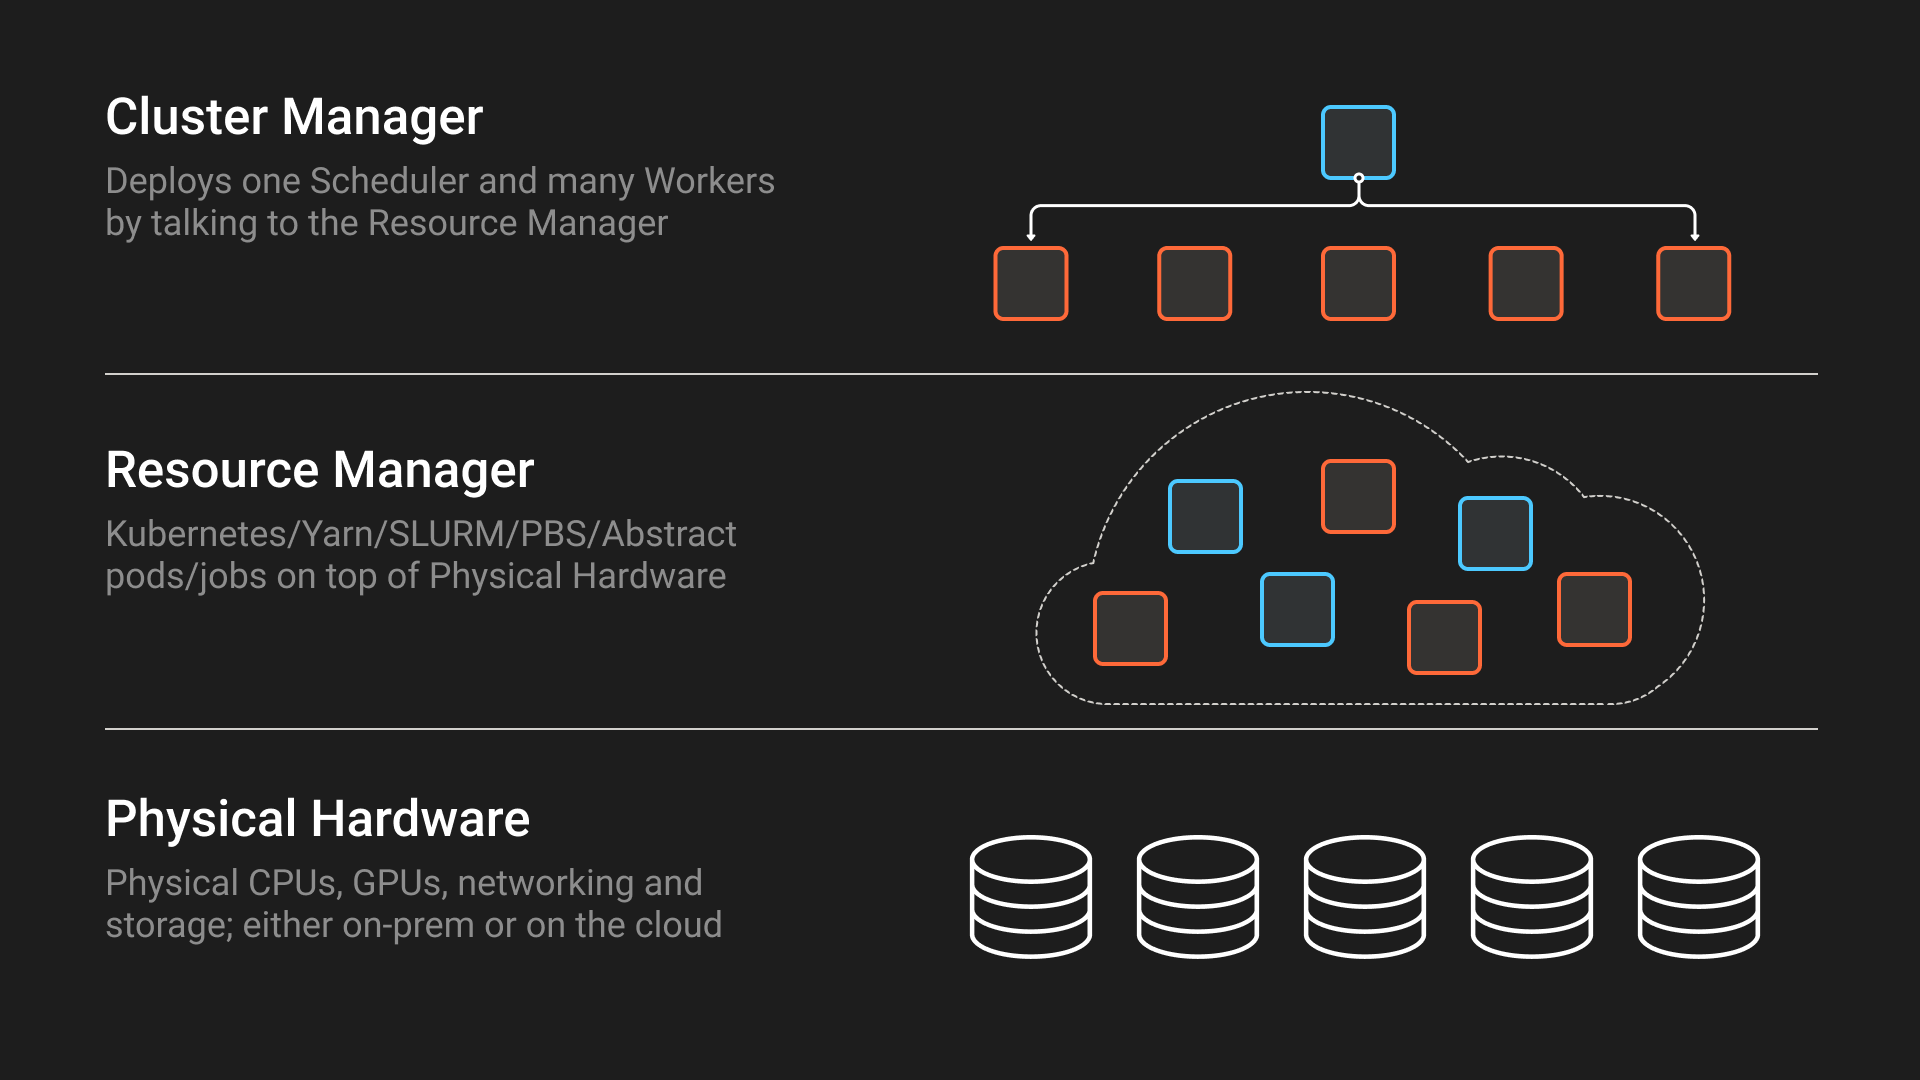 Cluster Manager
Deploys one Scheduler and many Workers
by talking to the Resource Manager
Resource Manager
Kubernetes/Yarn/SLURM/PBS/Abstract
pods/jobs on top of Physical Hardware
Physical Hardware
Physical CPUs, GPUs, networking and
storage; either on-prem or on the cloud